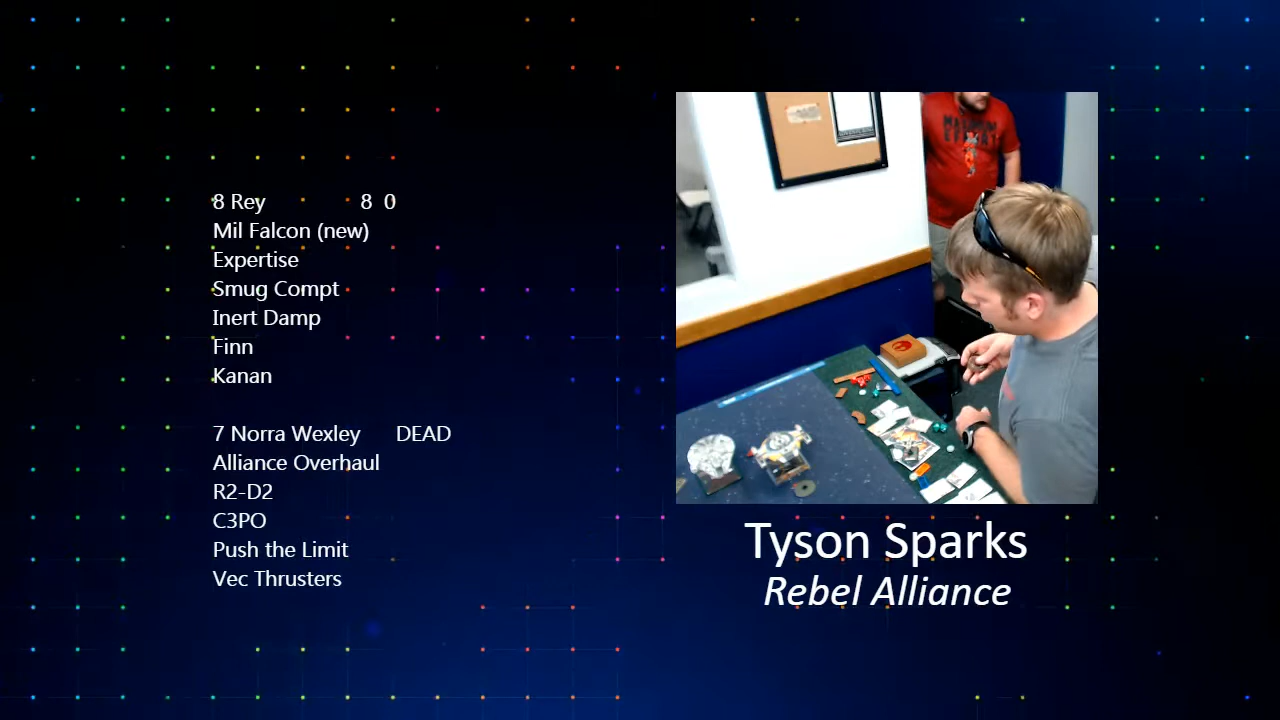 8 Rey 8 0
Mil Falcon (new)
Expertise
Smug Compt
Inert Damp
Finn
Kanan
7 Norra Wexley DEAD
Alliance Overhaul
R2-D2
C3PO
Push the Limit
Vec Thrusters
Tyson Sparks
Rebel Alliance